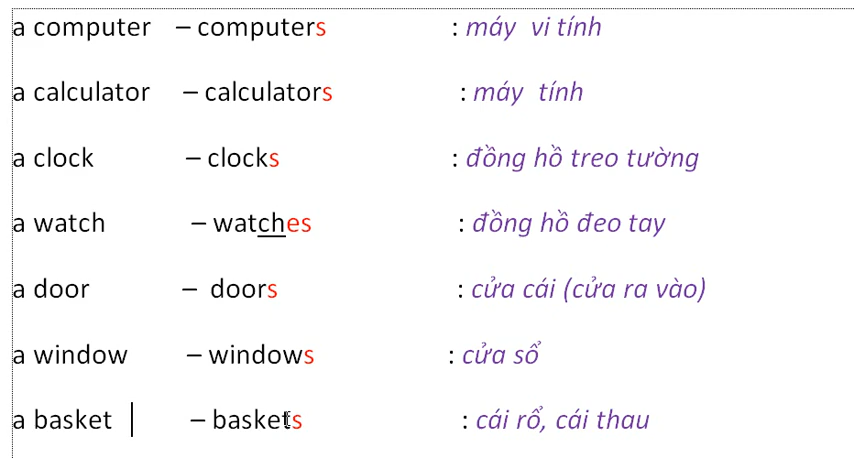 a computer – computers : máy vi tính
a calculator – calculators : máy tính
a clock – clocks : đồng hồ treo tường
a watch – watches : đồng hồ đeo tay
a door – doors : cửa cái (cửa ra vào)
a window – windows : cửa sổ
a basket – baskets : cái rổ, cái thau